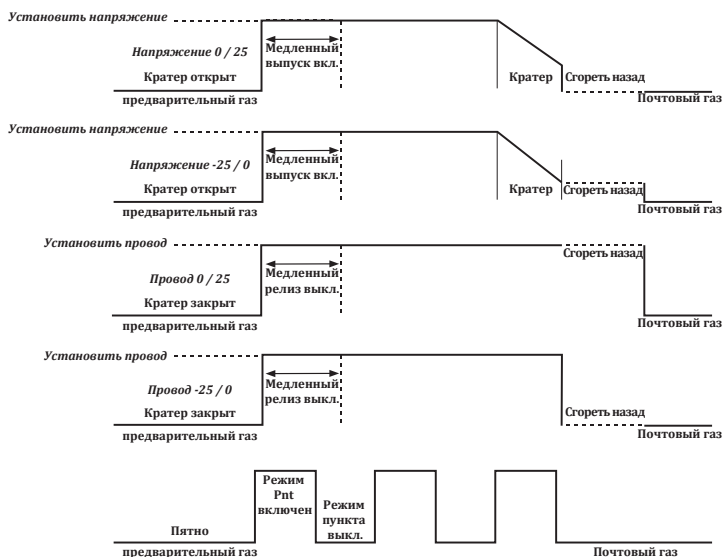 Установить напряжение
Напряжение 0 / 25
Медленный
выпуск вкл.
Кратер открыт
Кратер
Сгореть назад
предварительный газ
Почтовый газ
Установить напряжение
Напряжение -25 / 0
Медленный
выпуск вкл.
Кратер открыт
Кратер
Сгореть назад
предварительный газ
Почтовый газ
Установить провод
Сгореть назад
Провод 0 / 25
Медленный
релиз выкл.
Кратер закрыт
предварительный газ
Почтовый газ
Установить провод
Провод -25 / 0
Медленный
релиз выкл.
Кратер закрыт
Сгореть назад
предварительный газ
Почтовый газ
Режим
Pnt
включен
Режим
пункта
выкл.
Пятно
предварительный газ
Почтовый газ